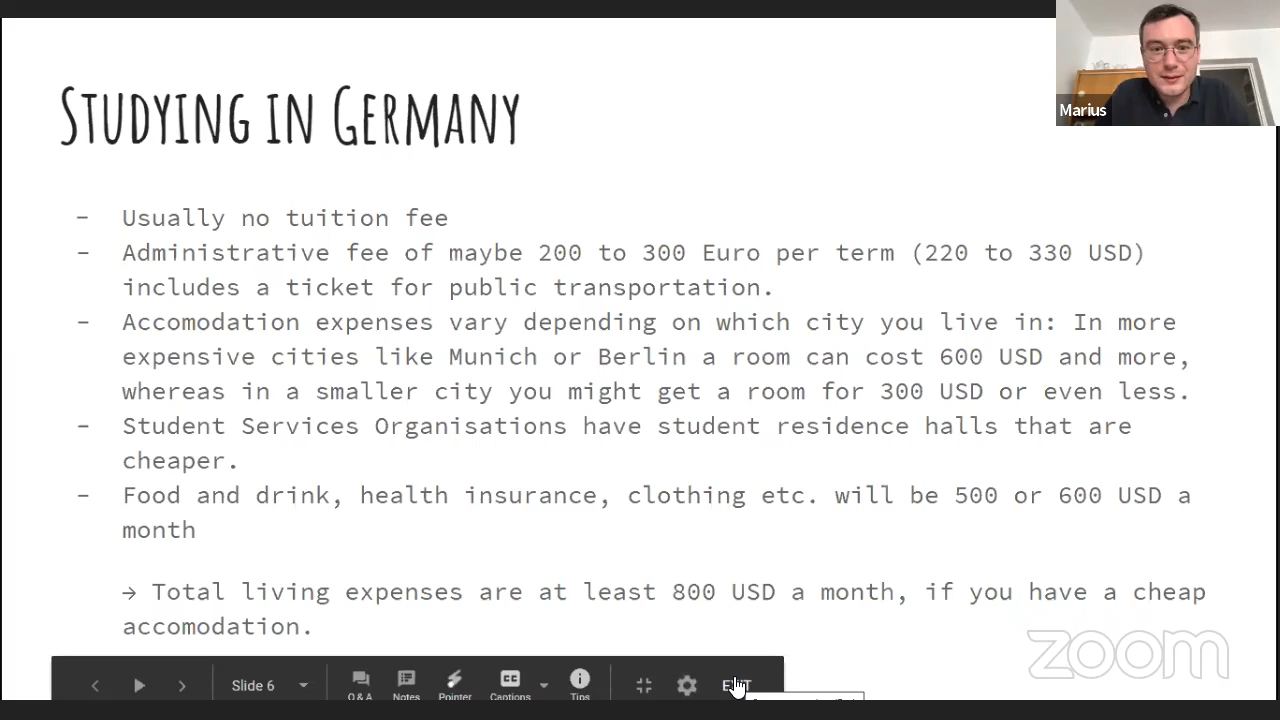 Studying in Germany
Marius
- Usually no tuition fee
- Administrative fee of maybe 200 to 300 Euro per term (220 to 330 USD)
includes a ticket for public transportation.
- Accomodation expenses vary depending on which city you live in: In more
expensive cities like Munich or Berlin a room can cost 600 USD and more,
whereas in a smaller city you might get a room for 300 USD or even less.
- Student Services Organisations have student residence halls that are
cheaper.
- Food and drink, health insurance, clothing etc. will be 500 or 600 USD a
month
→ Total living expenses are at least 800 USD a month, if you have a cheap
accomodation.
zoom
Slide 6
Q & A Notes Pointer Captions Tips